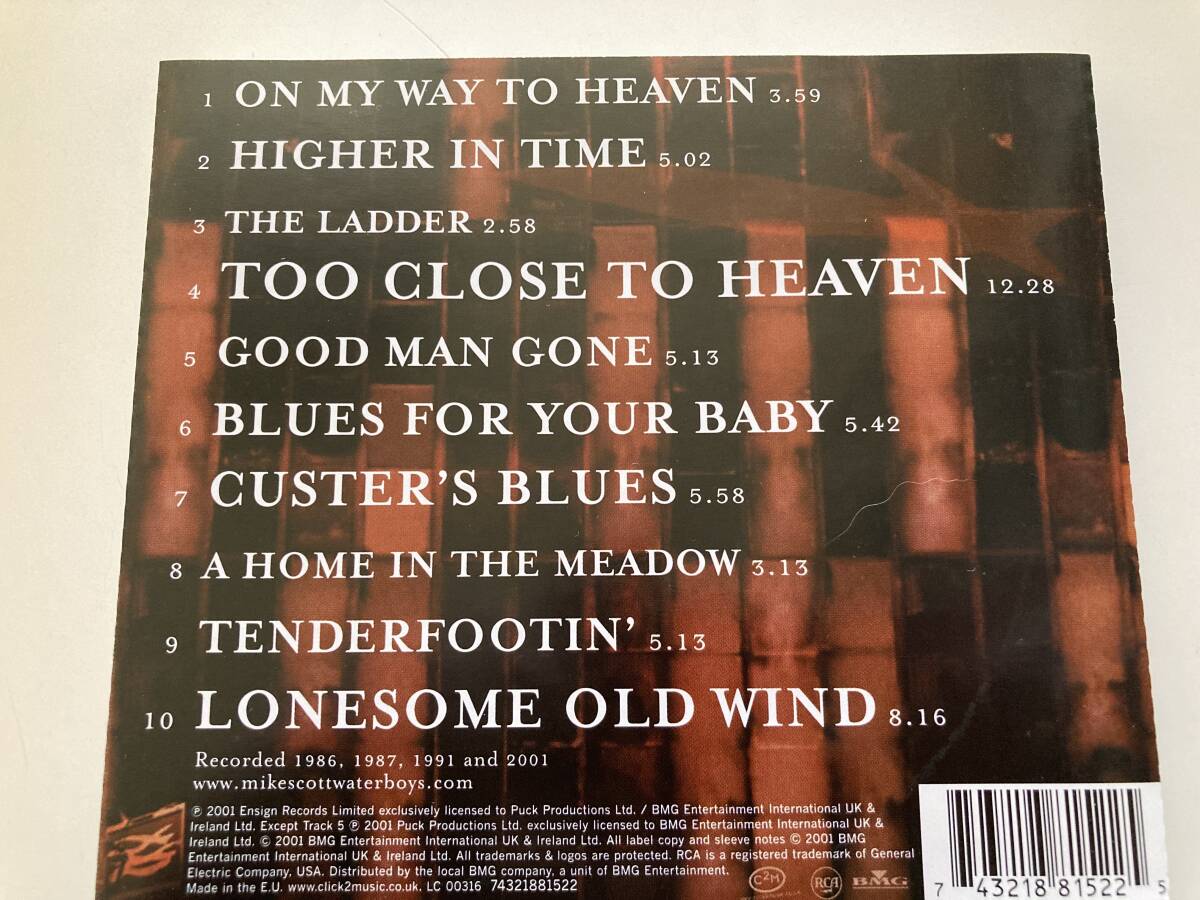 1 ON MY WAY TO HEAVEN 3.59
2 HIGHER IN TIME 5.02
3 THE LADDER 2.58
4 TOO CLOSE TO HEAVEN 12.28
5 GOOD MAN GONE 5.13
6 BLUES FOR YOUR BABY 5.42
7 CUSTER'S BLUES 5.58
8 A HOME IN THE MEADOW 3.13
9 TENDERFOOTIN' 5.13
10 LONESOME OLD WIND 8.16
Recorded 1986, 1987, 1991 and 2001
www.mikescottwaterboys.com
℗ 2001 Ensign Records Limited exclusively licensed to Puck Productions Ltd. / BMG Entertainment International UK &
Ireland Ltd. Except Track 5 ℗ 2001 Puck Productions Ltd. exclusively licensed to BMG Entertainment International UK &
Ireland Ltd. © 2001 BMG Entertainment International UK & Ireland Ltd. All label copy and sleeve notes © 2001 BMG
Entertainment International UK & Ireland Ltd. All trademarks & logos are protected. RCA is a registered trademark of General
Electric Company, USA. Distributed by the local BMG company, a unit of BMG Entertainment.
Made in the E.U. www.click2music.co.uk. LC 00316 74321881522
C2M RCA BMG
7 43218 81522 5